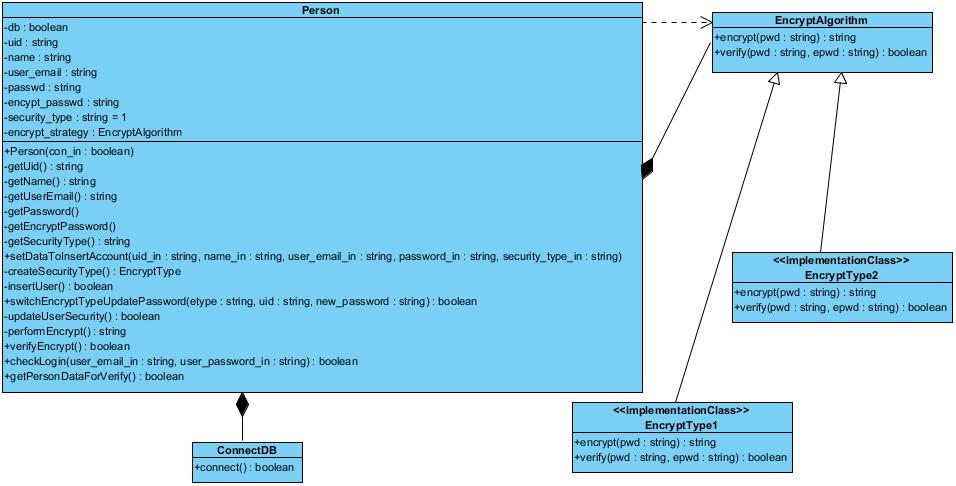 Person
-db : boolean
-uid : string
-name : string
-user_email : string
-passwd : string
-encypt_passwd : string
-security_type : string = 1
-encrypt_strategy : EncryptAlgorithm
+Person(con_in : boolean)
-getUid() : string
-getName() : string
-getUserEmail() : string
-getPassword()
-getEncryptPassword()
-getSecurityType() : string
+setDataToInsertAccount(uid_in : string, name_in : string, user_email_in : string, password_in : string, security_type_in : string)
-createSecurityType() : EncryptType
-insertUser() : boolean
+switchEncryptTypeUpdatePassword(etype : string, uid : string, new_password : string) : boolean
-updateUserSecurity() : boolean
-performEncrypt() : string
+verifyEncrypt() : boolean
+checkLogin(user_email_in : string, user_password_in : string) : boolean
+getPersonDataForVerify() : boolean
EncryptAlgorithm
+encrypt(pwd : string) : string
+verify(pwd : string, epwd : string) : boolean
<<implementationClass>>
EncryptType2
+encrypt(pwd : string) : string
+verify(pwd : string, epwd : string) : boolean
<<implementationClass>>
EncryptType1
+encrypt(pwd : string) : string
+verify(pwd : string, epwd : string) : boolean
ConnectDB
+connect() : boolean